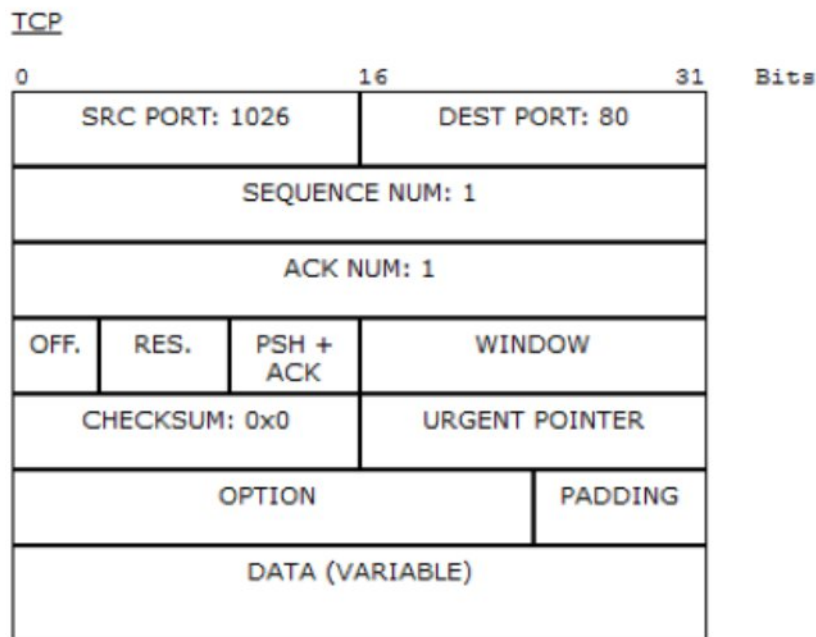 TCP
0 16 31 Bits
SRC PORT: 1026 DEST PORT: 80
SEQUENCE NUM: 1
ACK NUM: 1
OFF. RES. PSH + WINDOW
ACK
CHECKSUM: 0x0 URGENT POINTER
OPTION PADDING
DATA (VARIABLE)